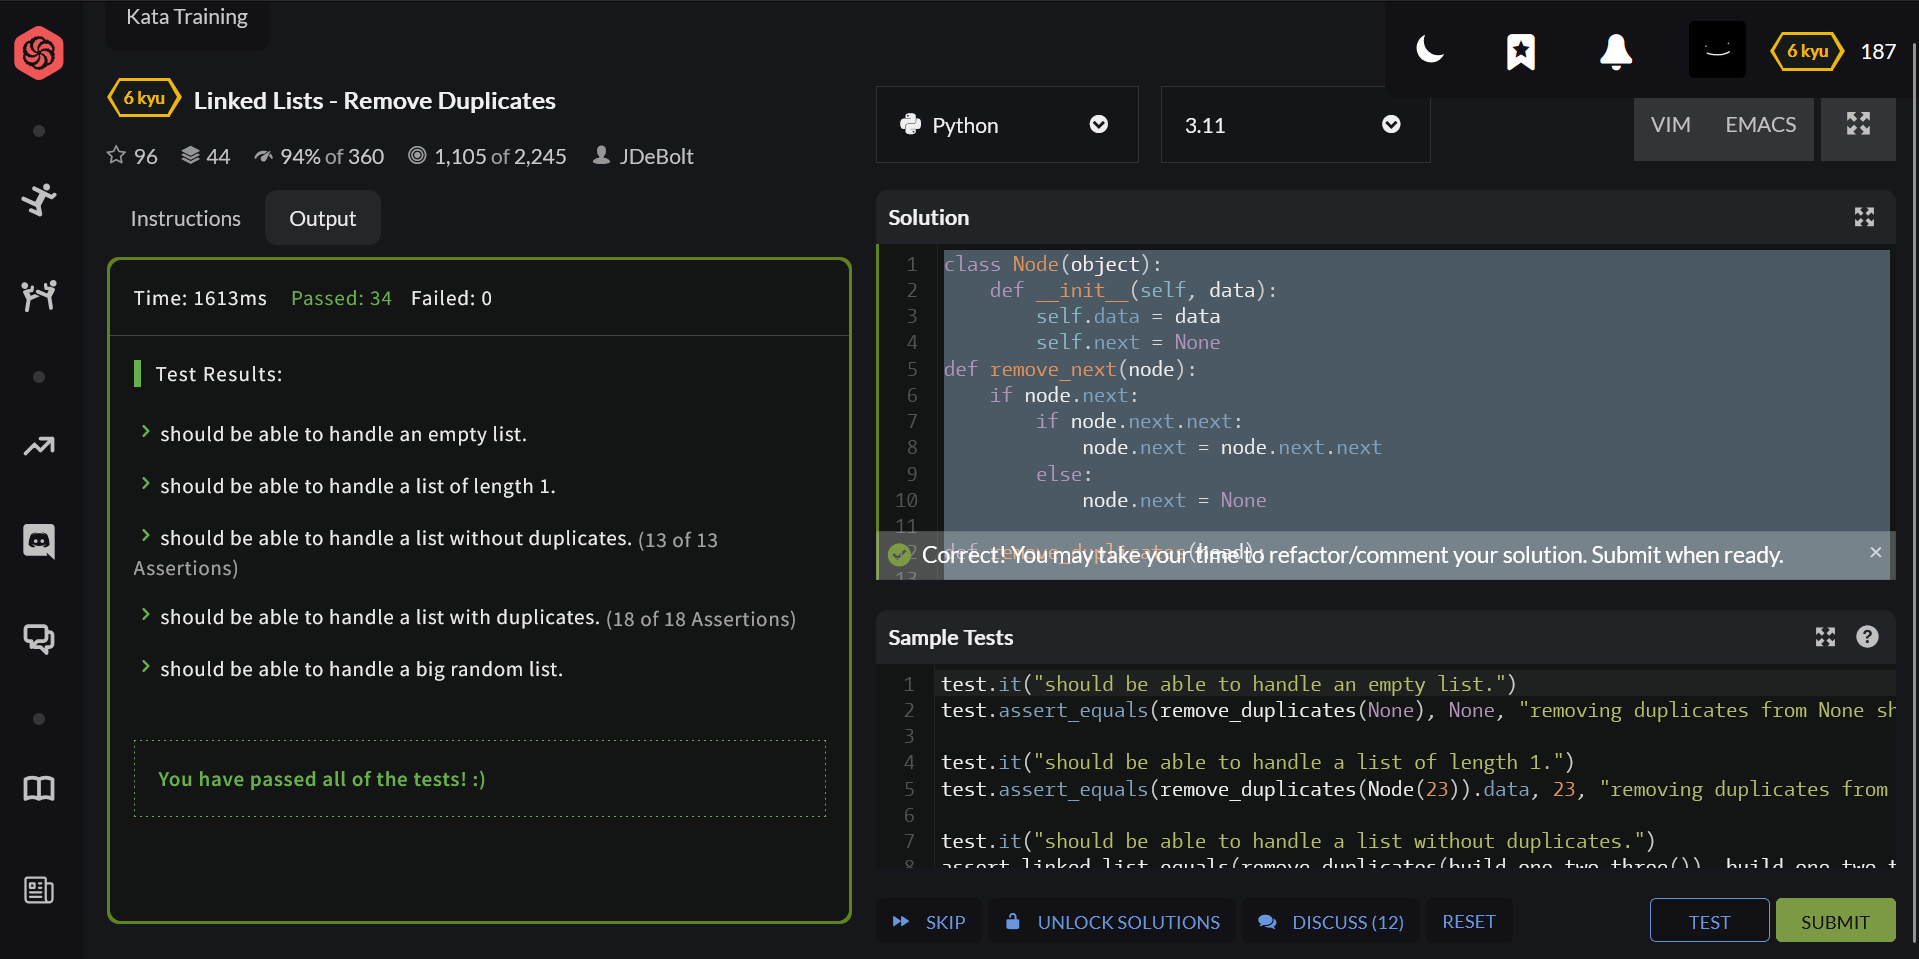 Kata Training
6 kyu
187
6 kyu Linked Lists - Remove Duplicates
96 44 94% of 360 1,105 of 2,245 JDeBolt
Python
3.11
VIM EMACS
Instructions Output
Time: 1613ms Passed: 34 Failed: 0
Test Results:
should be able to handle an empty list.
should be able to handle a list of length 1.
should be able to handle a list without duplicates. (13 of 13
Assertions)
should be able to handle a list with duplicates. (18 of 18 Assertions)
should be able to handle a big random list.
You have passed all of the tests! :)
Solution
1 class Node(object):
2 def __init__(self, data):
3 self.data = data
4 self.next = None
5 def remove_next(node):
6 if node.next:
7 if node.next.next:
8 node.next = node.next.next
9 else:
10 node.next = None
11
12 def remove_duplicates(head):
Correct! You may take your time to refactor/comment your solution. Submit when ready.
13
Sample Tests
1 test.it("should be able to handle an empty list.")
2 test.assert_equals(remove_duplicates(None), None, "removing duplicates from None sh
3
4 test.it("should be able to handle a list of length 1.")
5 test.assert_equals(remove_duplicates(Node(23)).data, 23, "removing duplicates from
6
7 test.it("should be able to handle a list without duplicates.")
8 assert_linked_list_equals(remove_duplicates(build_one_two_three()), build_one_two_t
SKIP UNLOCK SOLUTIONS DISCUSS (12) RESET TEST SUBMIT